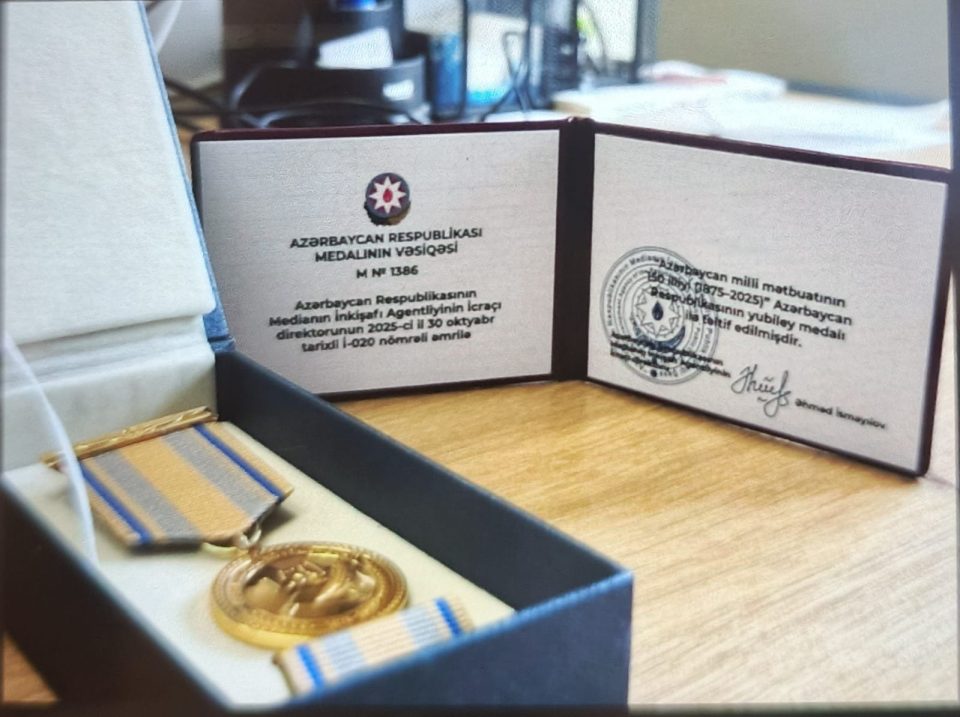 AZƏRBAYCAN RESPUBLİKASI
MEDALININ VƏSİQƏSİ
M № 1386
Azərbaycan Respublikasının
Medianın İnkişafı Agentliyinin İcraçı
direktorunun 2025-ci il 30 oktyabr
tarixli İ-020 nömrəli əmrilə
"Azərbaycan milli mətbuatının
150 illiyi (1875-2025)" Azərbaycan
Respublikasının yubiley medalı
ilə təltif edilmişdir.
Əhməd İsmayılov